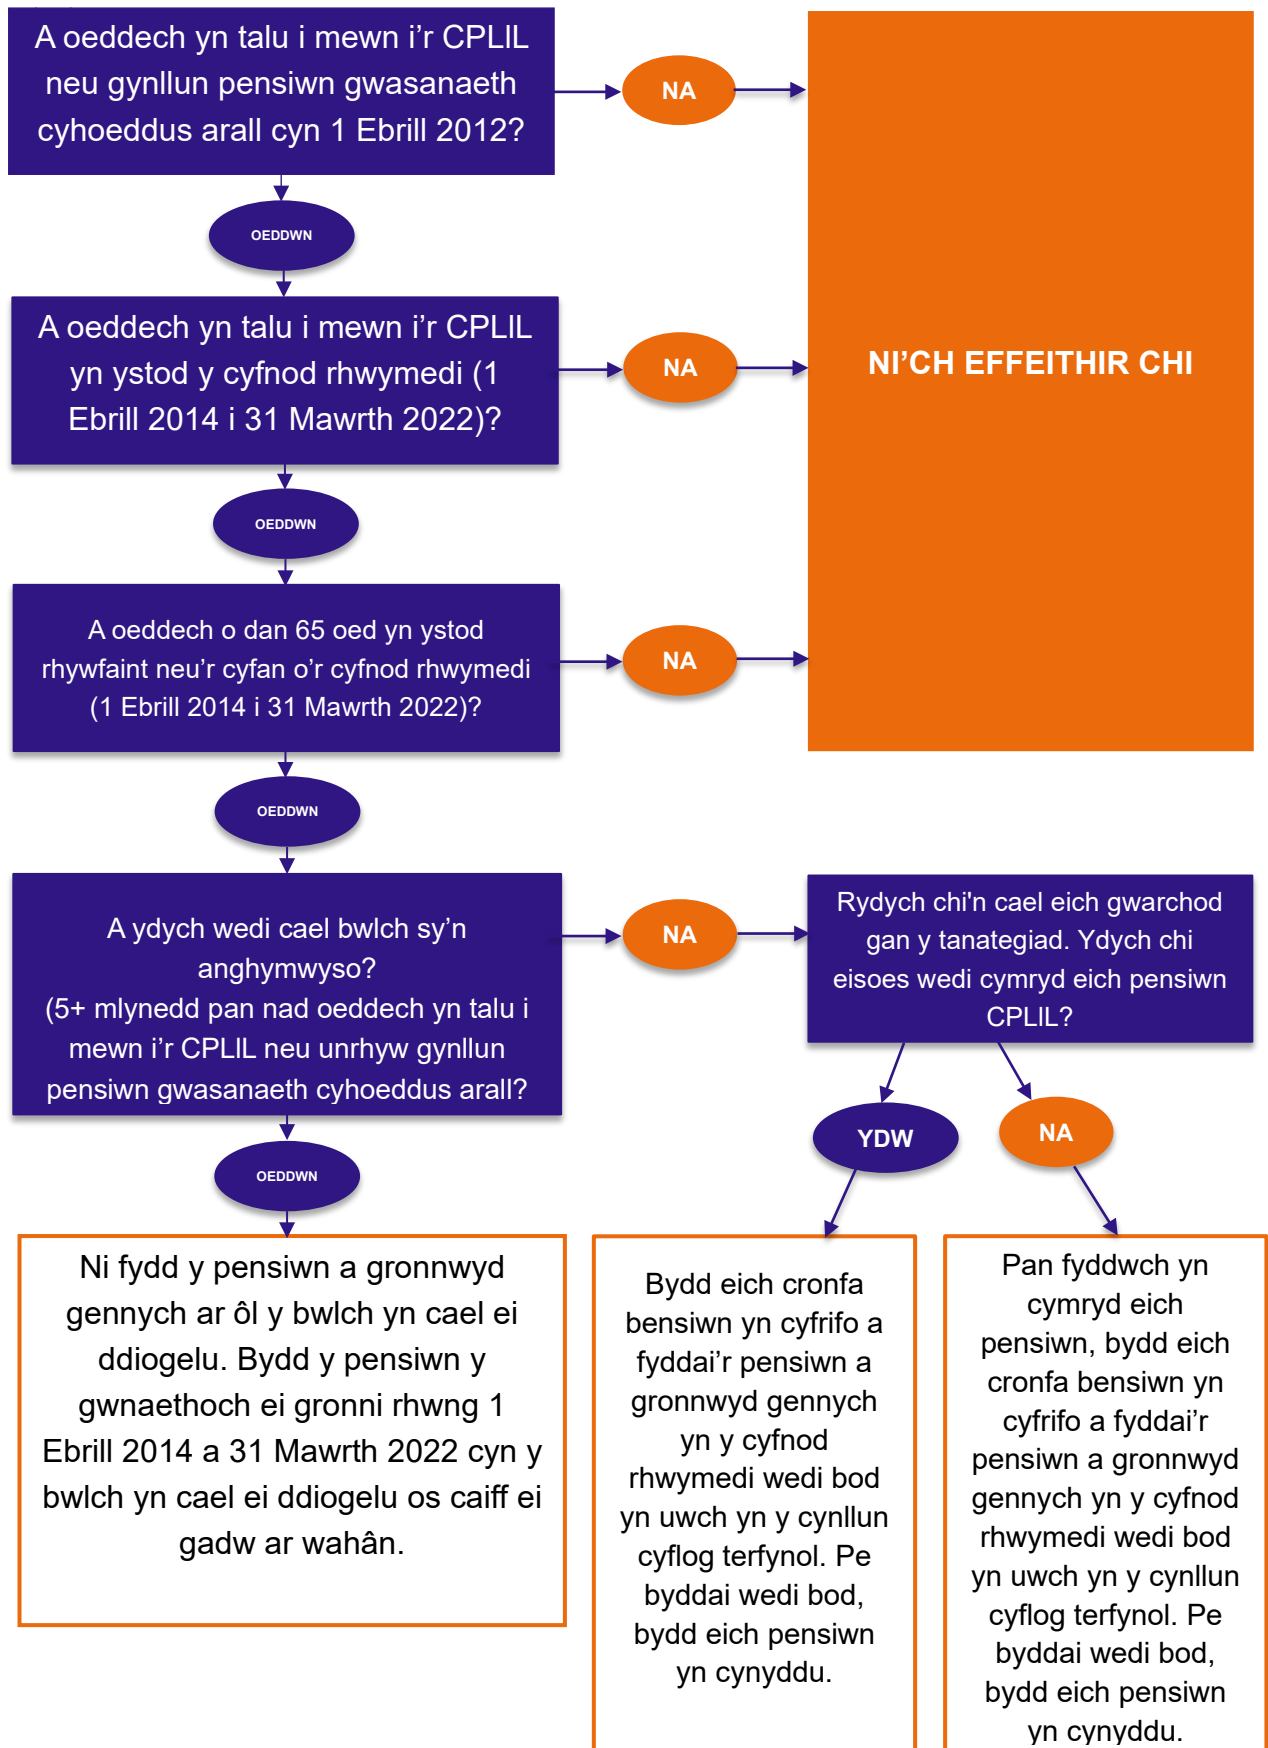 A oeddech yn talu i mewn i’r CPLlL
neu gynllun pensiwn gwasanaeth
cyhoeddus arall cyn 1 Ebrill 2012?
NA
OEDDWN
A oeddech yn talu i mewn i’r CPLlL
yn ystod y cyfnod rhwymedi (1
Ebrill 2014 i 31 Mawrth 2022)?
NA
NI’CH EFFEITHIR CHI
OEDDWN
A oeddech o dan 65 oed yn ystod
rhywfaint neu’r cyfan o’r cyfnod rhwymedi
(1 Ebrill 2014 i 31 Mawrth 2022)?
NA
OEDDWN
A ydych wedi cael bwlch sy’n
anghymwyso?
(5+ mlynedd pan nad oeddech yn talu i
mewn i’r CPLlL neu unrhyw gynllun
pensiwn gwasanaeth cyhoeddus arall?
NA
Rydych chi'n cael eich gwarchod
gan y tanategiad. Ydych chi
eisoes wedi cymryd eich pensiwn
CPLlL?
YDW
NA
OEDDWN
Ni fydd y pensiwn a gronnwyd
gennych ar ôl y bwlch yn cael ei
ddiogelu. Bydd y pensiwn y
gwnaethoch ei gronni rhwng 1
Ebrill 2014 a 31 Mawrth 2022 cyn y
bwlch yn cael ei ddiogelu os caiff ei
gadw ar wahân.
Bydd eich cronfa
bensiwn yn cyfrifo a
fyddai’r pensiwn a
gronnwyd gennych
yn y cyfnod
rhwymedi wedi bod
yn uwch yn y cynllun
cyflog terfynol. Pe
byddai wedi bod,
bydd eich pensiwn
yn cynyddu.
Pan fyddwch yn
cymryd eich
pensiwn, bydd eich
cronfa bensiwn yn
cyfrifo a fyddai’r
pensiwn a gronnwyd
gennych yn y cyfnod
rhwymedi wedi bod
yn uwch yn y cynllun
cyflog terfynol. Pe
byddai wedi bod,
bydd eich pensiwn
yn cynyddu.